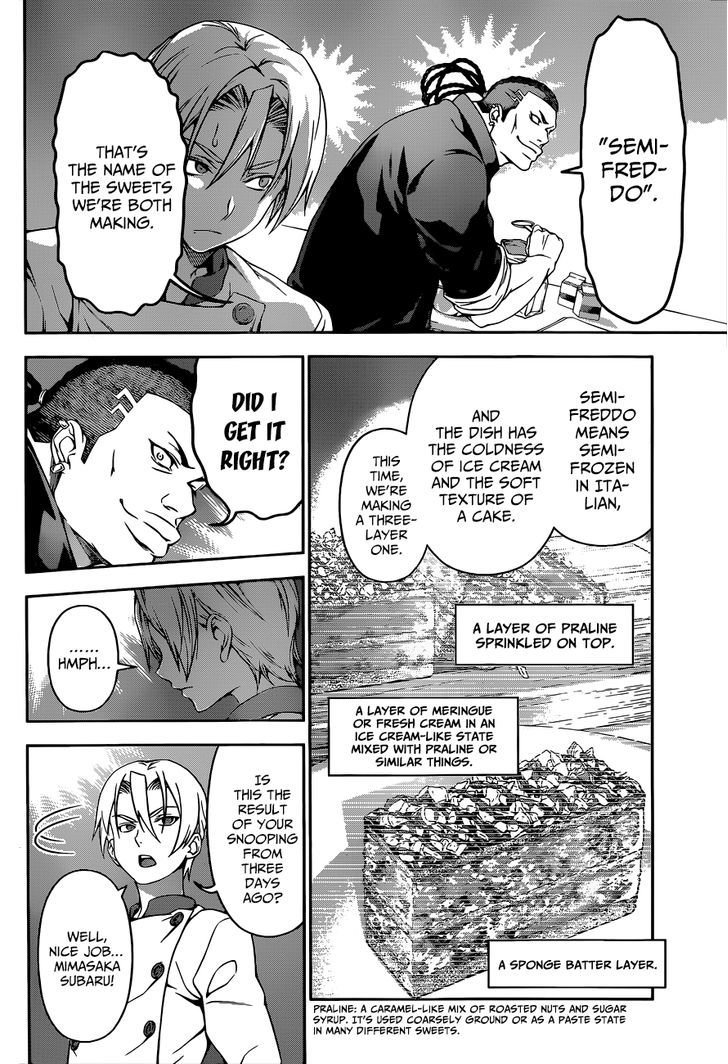 "SEMI-
FRED-
DO".
THAT'S
THE NAME OF
THE SWEETS
WE'RE BOTH
MAKING.
SEMI-
FREDDO
MEANS
SEMI-
FROZEN
IN ITA-
LIAN,
AND
THE DISH HAS
THE COLDNESS
OF ICE CREAM
AND THE SOFT
TEXTURE OF
A CAKE.
THIS
TIME,
WE'RE
MAKING
A THREE-
LAYER
ONE.
A LAYER OF PRALINE
SPRINKLED ON TOP.
A LAYER OF MERINGUE
OR FRESH CREAM IN AN
ICE CREAM-LIKE STATE
MIXED WITH PRALINE OR
SIMILAR THINGS.
A SPONGE BATTER LAYER.
PRALINE: A CARAMEL-LIKE MIX OF ROASTED NUTS AND SUGAR
SYRUP. IT'S USED COARSELY GROUND OR AS A PASTE STATE
IN MANY DIFFERENT SWEETS.
DID I
GET IT
RIGHT?
......
HMPH...
IS
THIS THE
RESULT
OF YOUR
SNOOPING
FROM
THREE
DAYS
AGO?
WELL,
NICE JOB...
MIMASAKA
SUBARU!